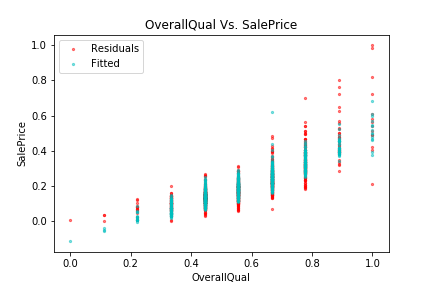 OverallQual Vs. SalePrice
Residuals
Fitted
SalePrice
1.0
0.8
0.6
0.4
0.2
0.0
0.0 0.2 0.4 0.6 0.8 1.0
OverallQual